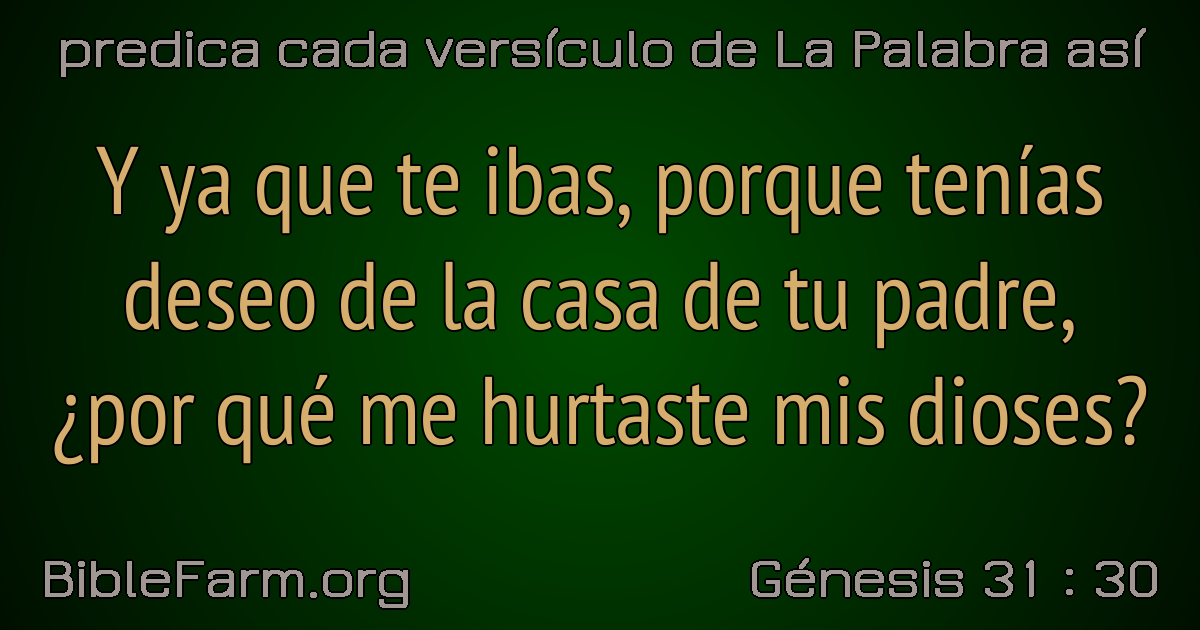 predica cada versículo de La Palabra así
Y ya que te ibas, porque tenías
deseo de la casa de tu padre,
¿por qué me hurtaste mis dioses?
BibleFarm.org
Génesis 31 : 30